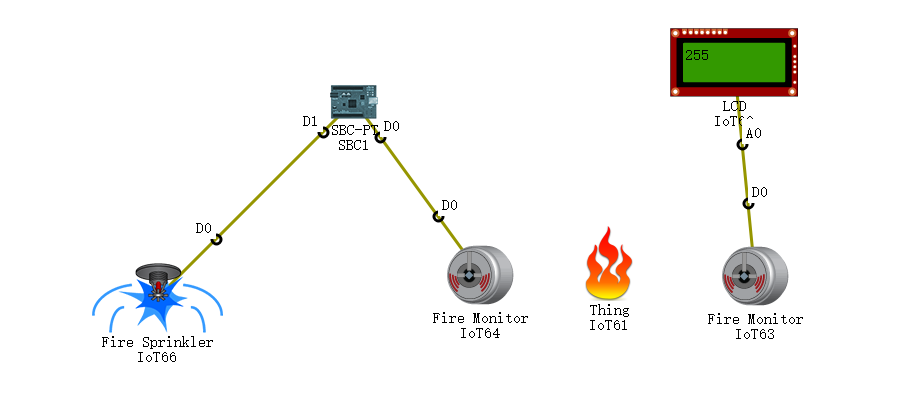 255
LCD
A0
D0
D1
SBC-PT
D0
SBC1
D0
D0
Fire Sprinkler
IoT66
Fire Monitor
IoT64
Thing
IoT61
Fire Monitor
IoT63